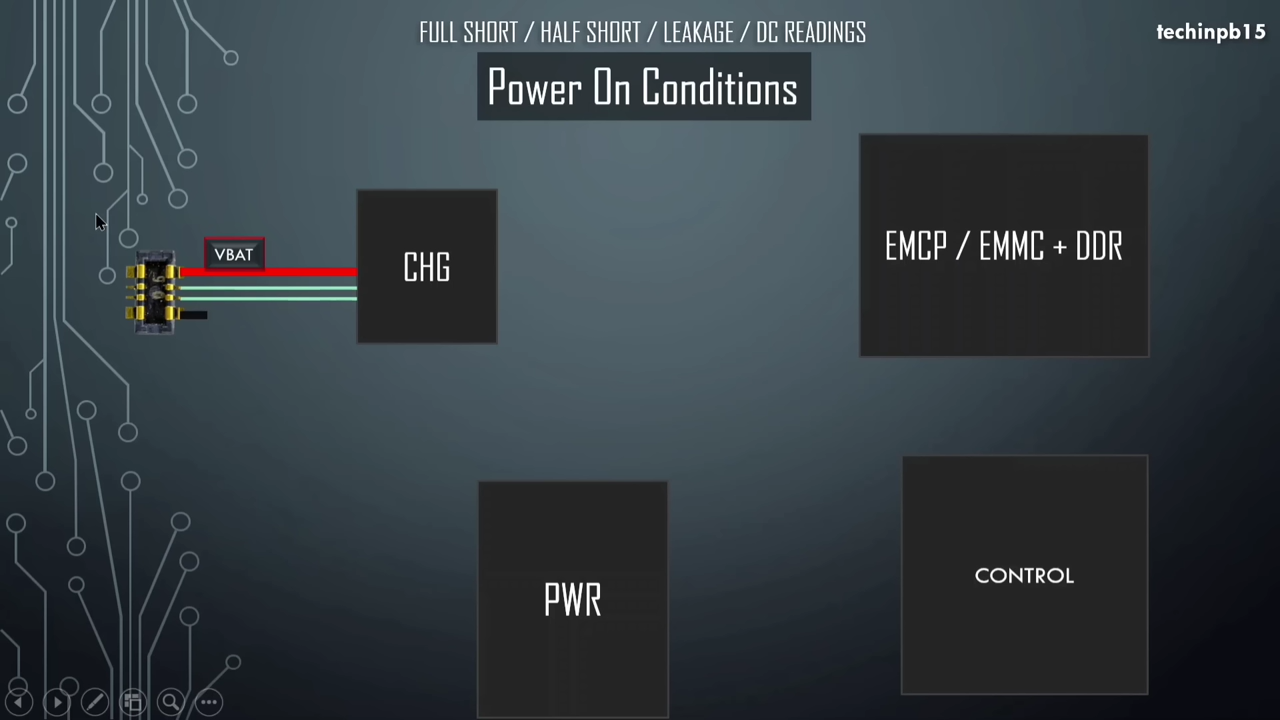 FULL SHORT / HALF SHORT / LEAKAGE / DC READINGS
techinpb15
Power On Conditions
VBAT
CHG
EMCP / EMMC + DDR
PWR
CONTROL